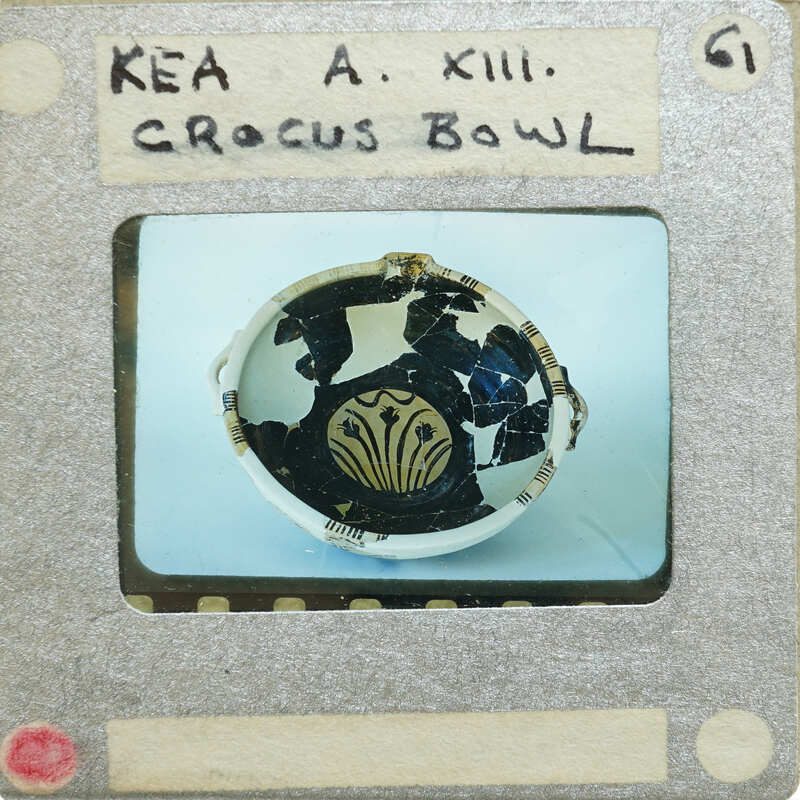 KEA A. XIII.
CROCUS BOWL
61